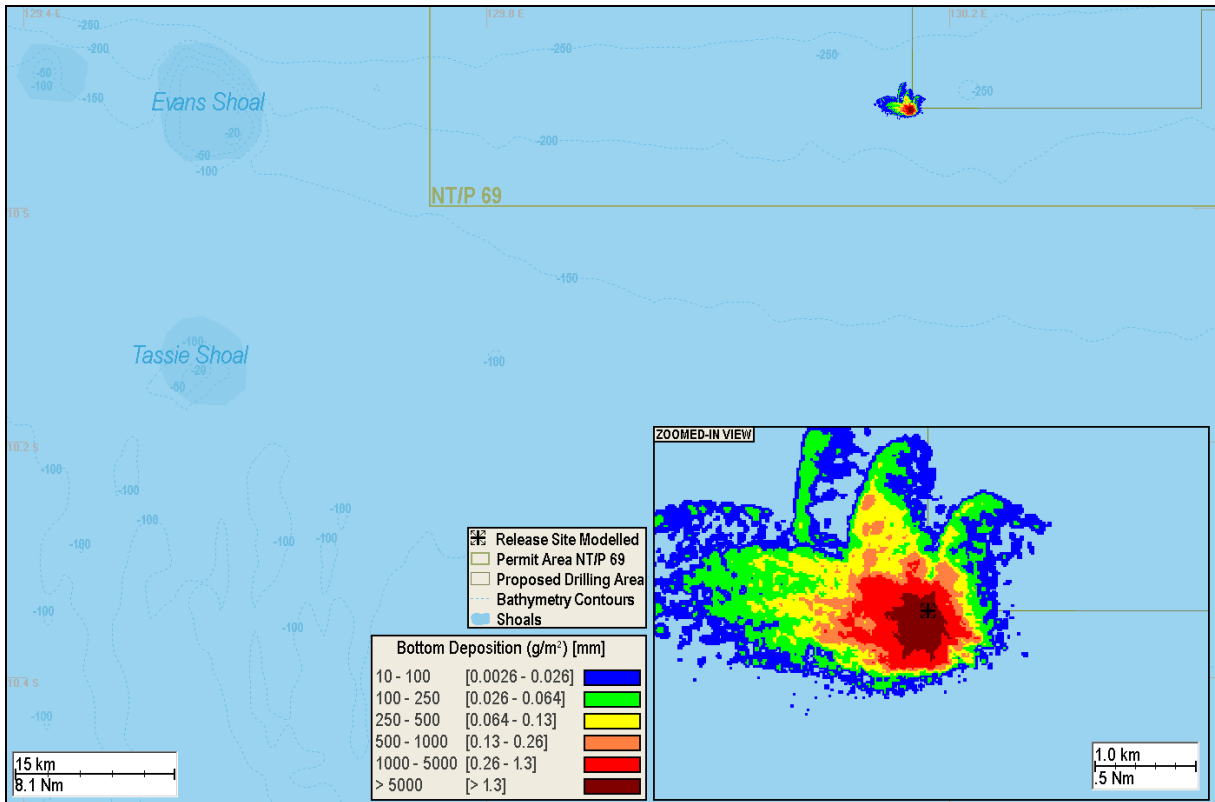 129.4 E
129.8 E
130.2 E
-250
-200
-250
-250
-50
-100
-150
Evans Shoal
-250
-20
-200
-50
-100
NT/P 69
10 S
-150
-100
Tassie Shoal
-20
-50
-100
10.2 S
-100
-100
-100
-100
-100
-100
-100
-100
-100
10.4 S
-100
ZOOMED-IN VIEW
Release Site Modelled
Permit Area NT/P 69
Proposed Drilling Area
Bathymetry Contours
Shoals
Bottom Deposition (g/m²) [mm]
10 - 100 [0.0026 - 0.026]
100 - 250 [0.026 - 0.064]
250 - 500 [0.064 - 0.13]
500 - 1000 [0.13 - 0.26]
1000 - 5000 [0.26 - 1.3]
> 5000 [> 1.3]
15 km
8.1 Nm
1.0 km
.5 Nm